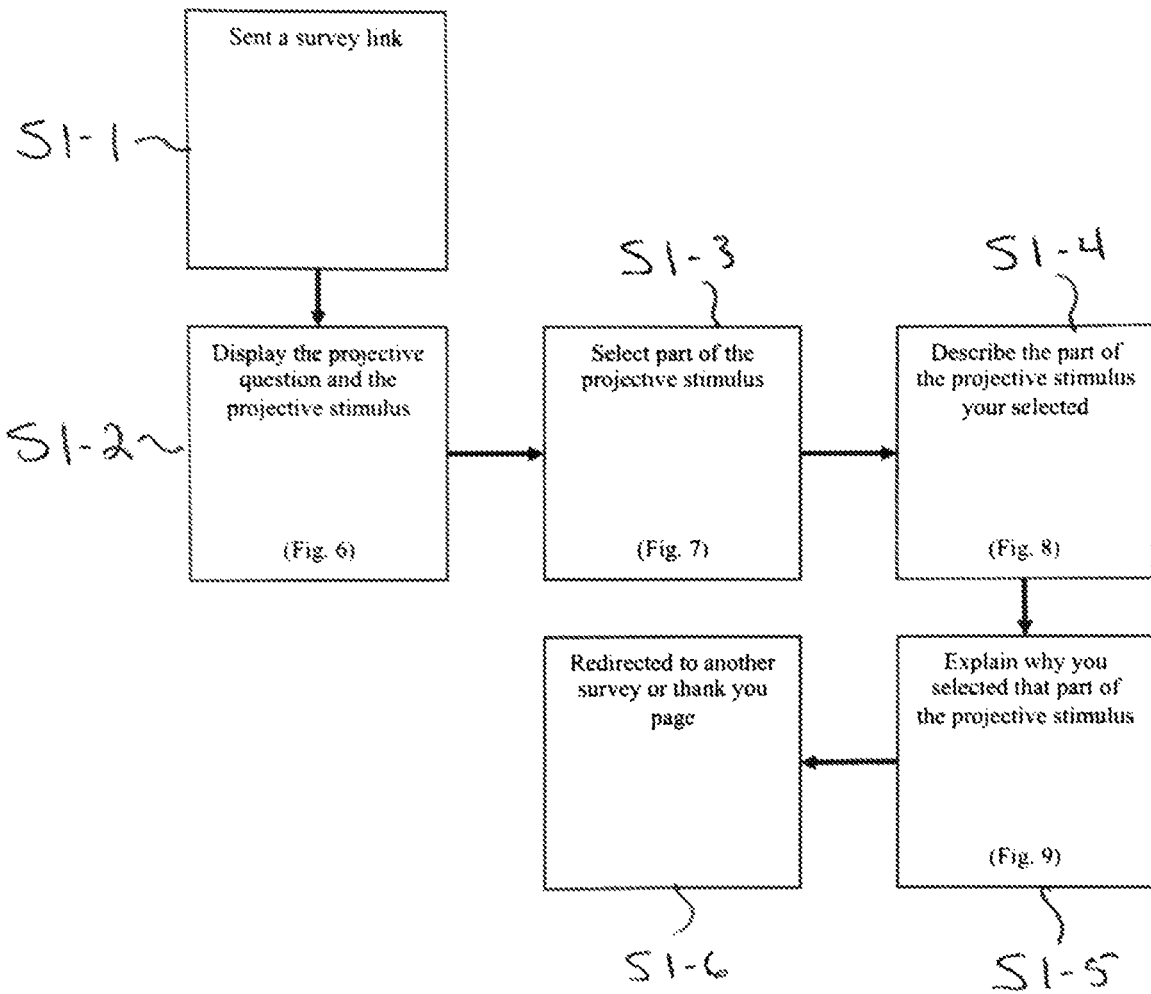 Sent a survey link
S1-1
S1-3
S1-4
Display the projective
question and the
projective stimulus
(Fig. 6)
S1-2
Select part of the
projective stimulus
(Fig. 7)
Describe the part of
the projective stimulus
your selected
(Fig. 8)
Redirected to another
survey or thank you
page
Explain why you
selected that part of
the projective stimulus
(Fig. 9)
S1-6
S1-5